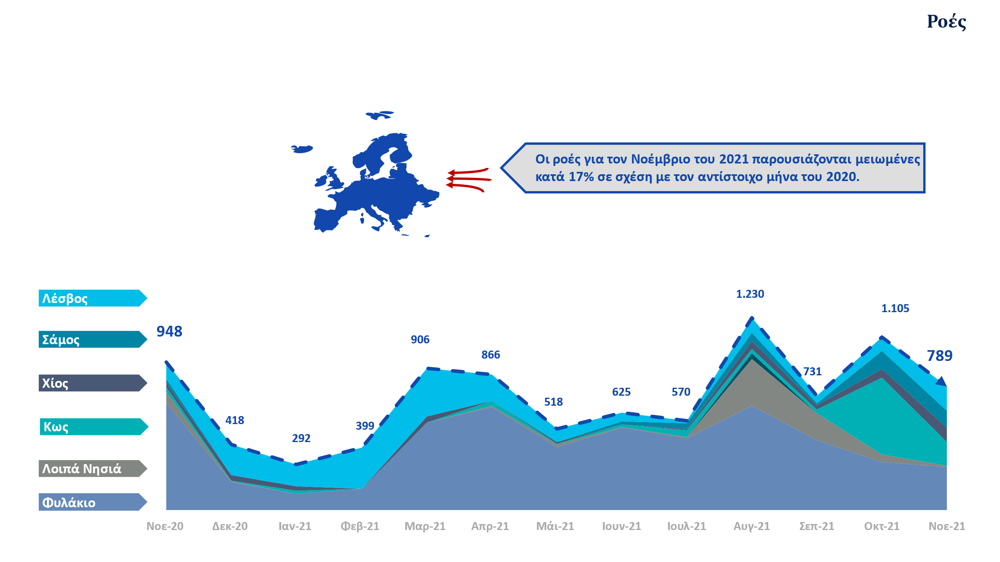 Ροές
Οι ροές για τον Νοέμβριο του 2021 παρουσιάζονται μειωμένες
κατά 17% σε σχέση με τον αντίστοιχο μήνα του 2020.
Λέσβος
Σάμος
Χίος
Κως
Λοιπά Νησιά
Φυλάκιο
948
418
292
399
906
866
518
625
570
1.230
731
1.105
789
Νοε-20
Δεκ-20
Ιαν-21
Φεβ-21
Μαρ-21
Απρ-21
Μάι-21
Ιουν-21
Ιουλ-21
Αυγ-21
Σεπ-21
Οκτ-21
Νοε-21